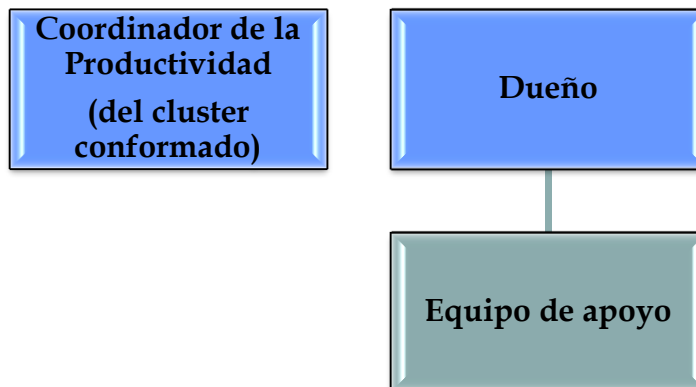 Coordinador de la
Productividad
(del cluster
conformado)
Dueño
Equipo de apoyo